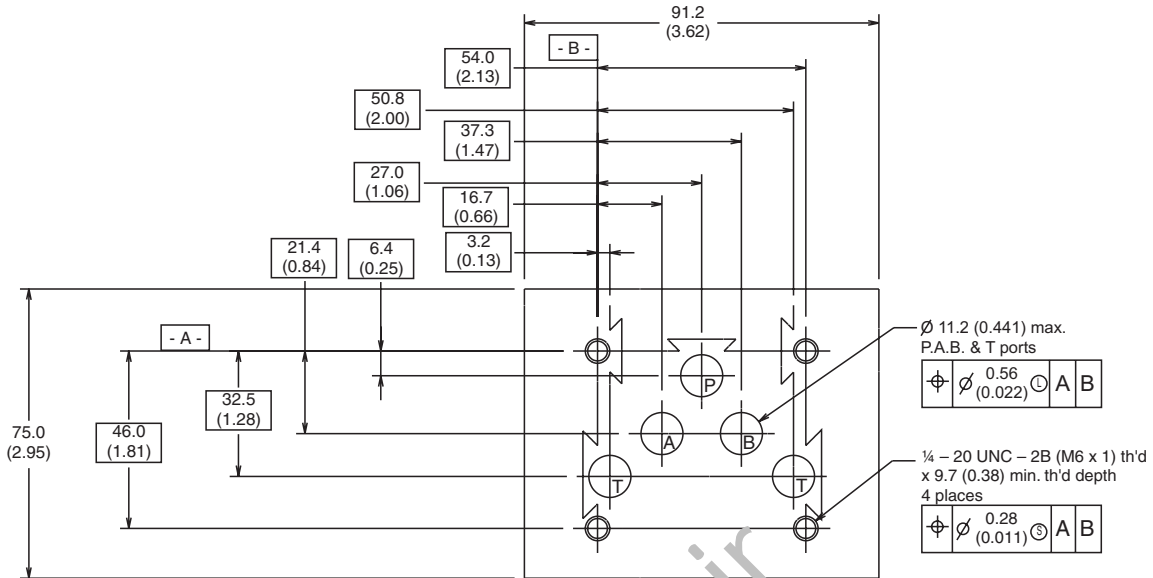 91.2
(3.62)
- B -
54.0
(2.13)
50.8
(2.00)
37.3
(1.47)
27.0
(1.06)
16.7
(0.66)
3.2
(0.13)
21.4
(0.84)
6.4
(0.25)
- A -
32.5
(1.28)
46.0
(1.81)
75.0
(2.95)
P
A
B
T
T
Ø 11.2 (0.441) max.
P.A.B. & T ports
⌖ Ø 0.56 (0.022) Ⓛ A B
¼ – 20 UNC – 2B (M6 x 1) th'd
x 9.7 (0.38) min. th'd depth
4 places
⌖ Ø 0.28 (0.011) Ⓢ A B